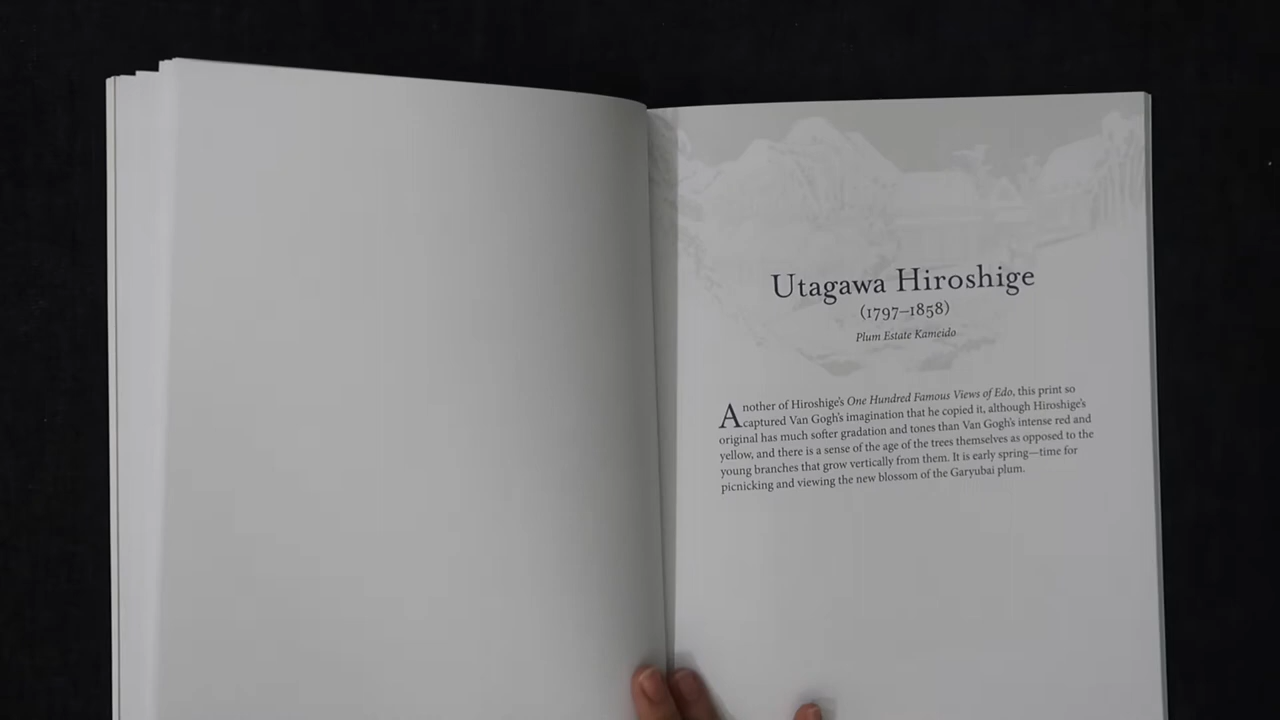 Utagawa Hiroshige
(1797–1858)
Plum Estate Kameido
Another of Hiroshige's One Hundred Famous Views of Edo, this print so
captured Van Gogh's imagination that he copied it, although Hiroshige's
original has much softer gradation and tones than Van Gogh's intense red and
yellow, and there is a sense of the age of the trees themselves as opposed to the
young branches that grow vertically from them. It is early spring—time for
picnicking and viewing the new blossom of the Garyubai plum.